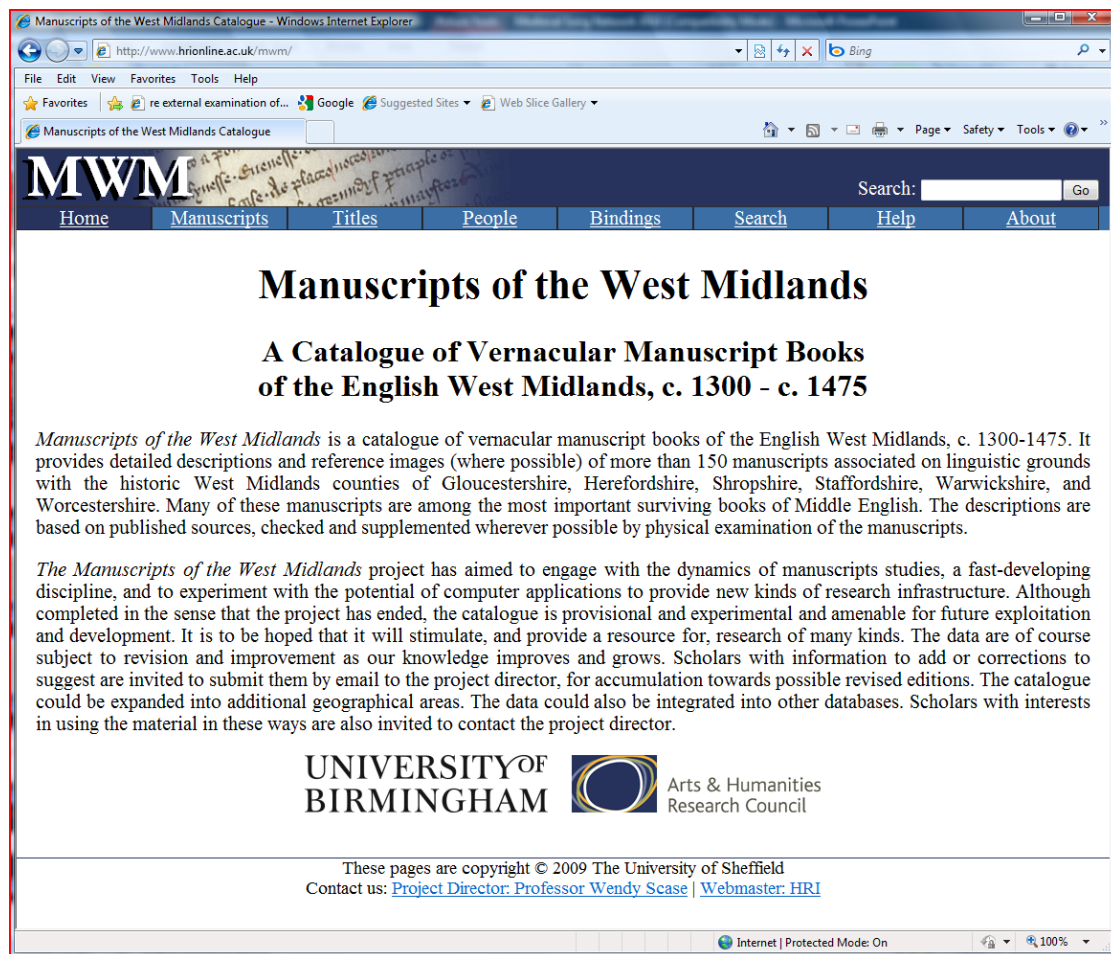 Manuscripts of the West Midlands Catalogue - Windows Internet Explorer
http://www.hrionline.ac.uk/mwm/
Bing
File Edit View Favorites Tools Help
Favorites re external examination of... Google Suggested Sites Web Slice Gallery
Manuscripts of the West Midlands Catalogue Page Safety Tools »
MWM
Search: Go
Home Manuscripts Titles People Bindings Search Help About
Manuscripts of the West Midlands
A Catalogue of Vernacular Manuscript Books
of the English West Midlands, c. 1300 - c. 1475
Manuscripts of the West Midlands is a catalogue of vernacular manuscript books of the English West Midlands, c. 1300-1475. It
provides detailed descriptions and reference images (where possible) of more than 150 manuscripts associated on linguistic grounds
with the historic West Midlands counties of Gloucestershire, Herefordshire, Shropshire, Staffordshire, Warwickshire, and
Worcestershire. Many of these manuscripts are among the most important surviving books of Middle English. The descriptions are
based on published sources, checked and supplemented wherever possible by physical examination of the manuscripts.
The Manuscripts of the West Midlands project has aimed to engage with the dynamics of manuscripts studies, a fast-developing
discipline, and to experiment with the potential of computer applications to provide new kinds of research infrastructure. Although
completed in the sense that the project has ended, the catalogue is provisional and experimental and amenable for future exploitation
and development. It is to be hoped that it will stimulate, and provide a resource for, research of many kinds. The data are of course
subject to revision and improvement as our knowledge improves and grows. Scholars with information to add or corrections to
suggest are invited to submit them by email to the project director, for accumulation towards possible revised editions. The catalogue
could be expanded into additional geographical areas. The data could also be integrated into other databases. Scholars with interests
in using the material in these ways are also invited to contact the project director.
UNIVERSITY OF
BIRMINGHAM
Arts & Humanities
Research Council
These pages are copyright © 2009 The University of Sheffield
Contact us: Project Director: Professor Wendy Scase | Webmaster: HRI
Internet | Protected Mode: On 100%